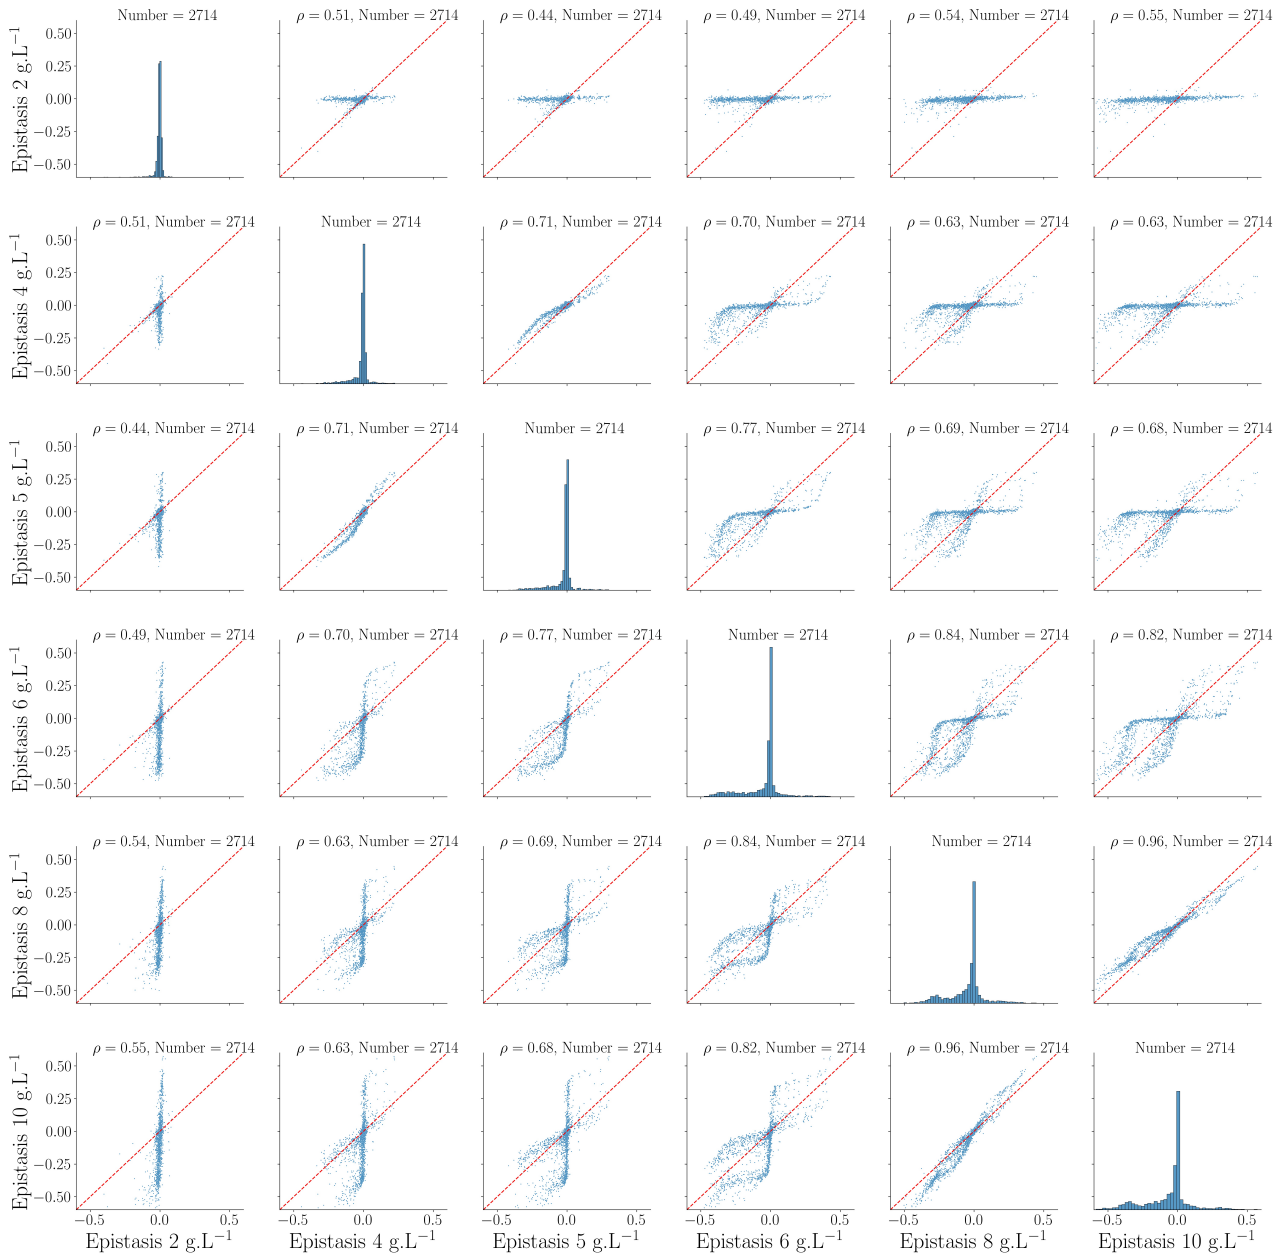 Number = 2714
ρ = 0.51, Number = 2714
ρ = 0.44, Number = 2714
ρ = 0.49, Number = 2714
ρ = 0.54, Number = 2714
ρ = 0.55, Number = 2714
Epistasis 2 g.L⁻¹
0.50
0.25
0.00
−0.25
−0.50
ρ = 0.51, Number = 2714
Number = 2714
ρ = 0.71, Number = 2714
ρ = 0.70, Number = 2714
ρ = 0.63, Number = 2714
ρ = 0.63, Number = 2714
Epistasis 4 g.L⁻¹
0.50
0.25
0.00
−0.25
−0.50
ρ = 0.44, Number = 2714
ρ = 0.71, Number = 2714
Number = 2714
ρ = 0.77, Number = 2714
ρ = 0.69, Number = 2714
ρ = 0.68, Number = 2714
Epistasis 5 g.L⁻¹
0.50
0.25
0.00
−0.25
−0.50
ρ = 0.49, Number = 2714
ρ = 0.70, Number = 2714
ρ = 0.77, Number = 2714
Number = 2714
ρ = 0.84, Number = 2714
ρ = 0.82, Number = 2714
Epistasis 6 g.L⁻¹
0.50
0.25
0.00
−0.25
−0.50
ρ = 0.54, Number = 2714
ρ = 0.63, Number = 2714
ρ = 0.69, Number = 2714
ρ = 0.84, Number = 2714
Number = 2714
ρ = 0.96, Number = 2714
Epistasis 8 g.L⁻¹
0.50
0.25
0.00
−0.25
−0.50
ρ = 0.55, Number = 2714
ρ = 0.63, Number = 2714
ρ = 0.68, Number = 2714
ρ = 0.82, Number = 2714
ρ = 0.96, Number = 2714
Number = 2714
Epistasis 10 g.L⁻¹
0.50
0.25
0.00
−0.25
−0.50
−0.5 0.0 0.5
−0.5 0.0 0.5
−0.5 0.0 0.5
−0.5 0.0 0.5
−0.5 0.0 0.5
−0.5 0.0 0.5
Epistasis 2 g.L⁻¹
Epistasis 4 g.L⁻¹
Epistasis 5 g.L⁻¹
Epistasis 6 g.L⁻¹
Epistasis 8 g.L⁻¹
Epistasis 10 g.L⁻¹